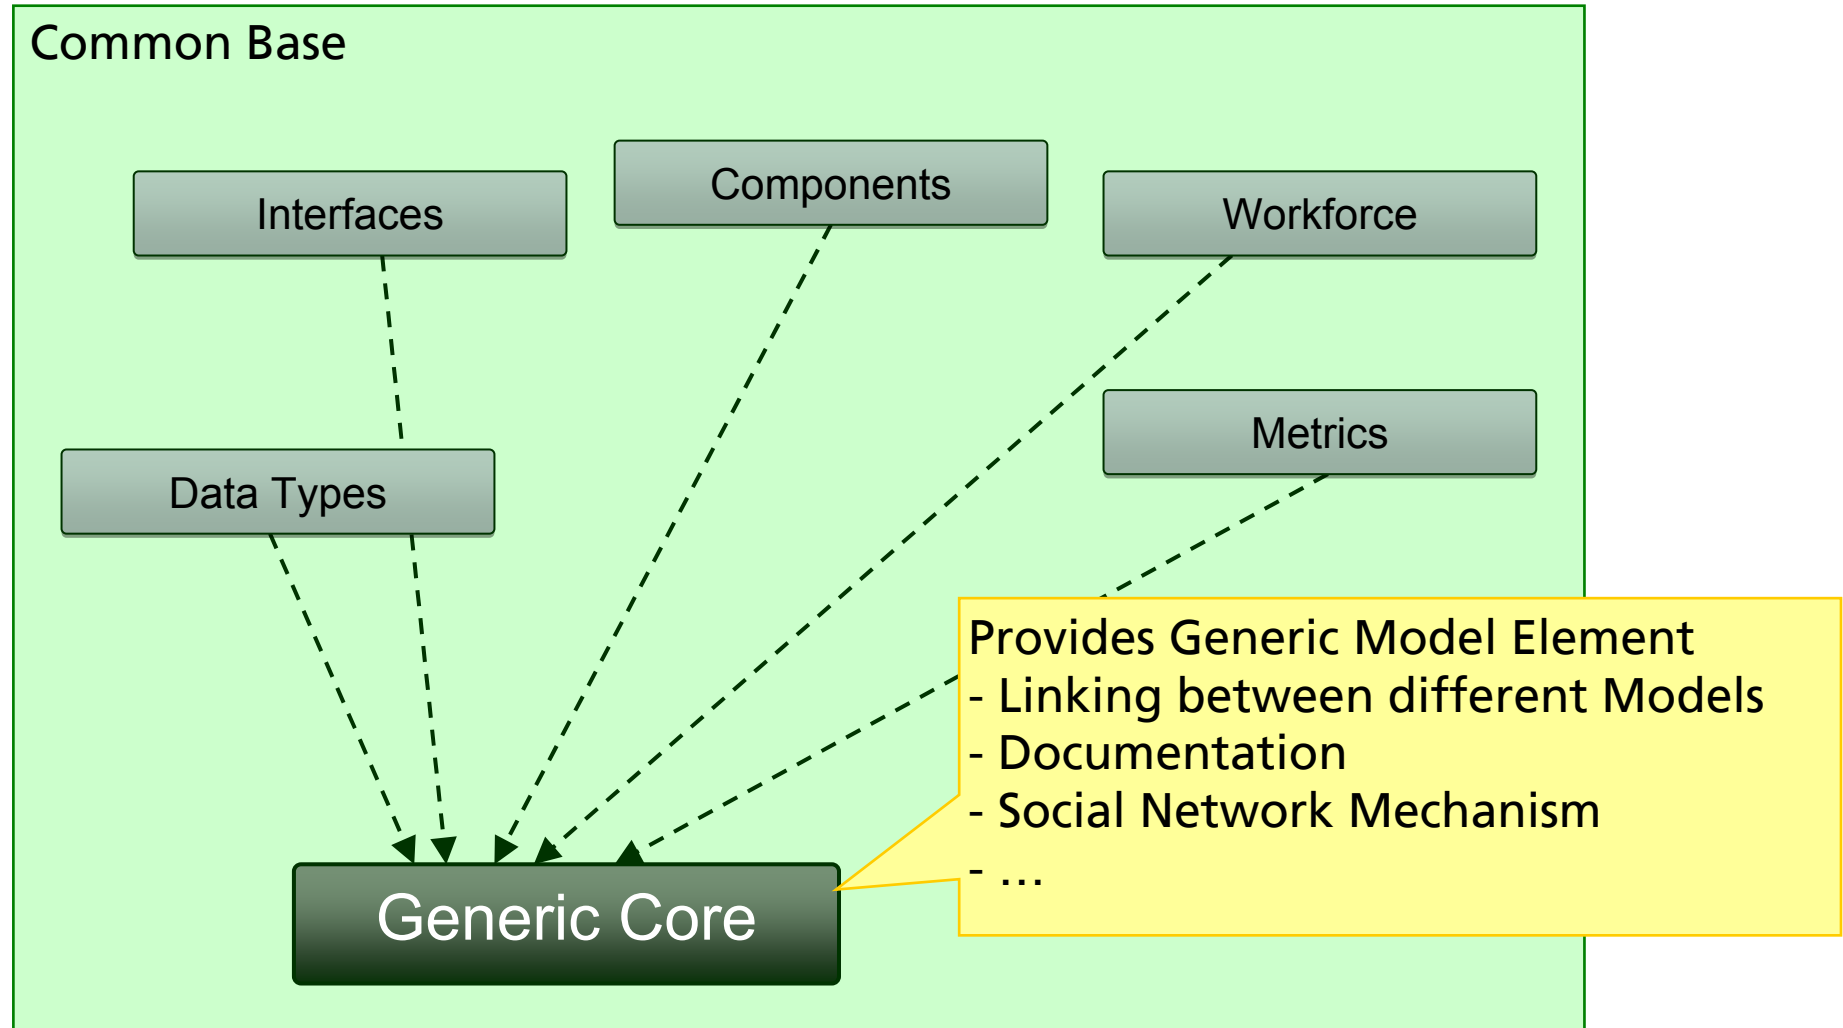 Common Base
Components
Interfaces
Workforce
Metrics
Data Types
Provides Generic Model Element
- Linking between different Models
- Documentation
- Social Network Mechanism
- …
Generic Core